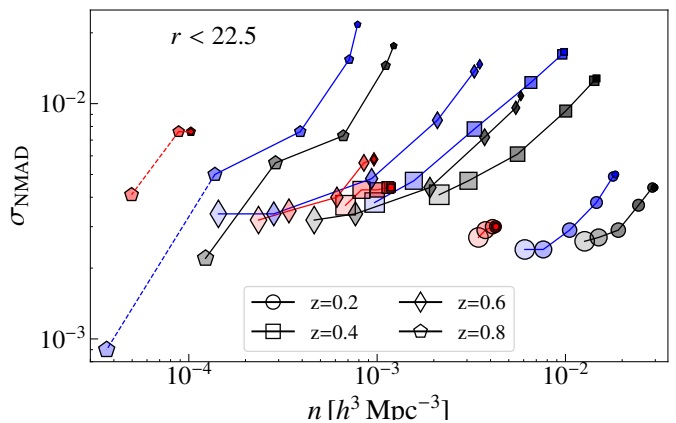 r < 22.5
10⁻²
10⁻³
σNMAD
z=0.2 z=0.6
z=0.4 z=0.8
10⁻⁴ 10⁻³ 10⁻²
n [h³ Mpc⁻³]